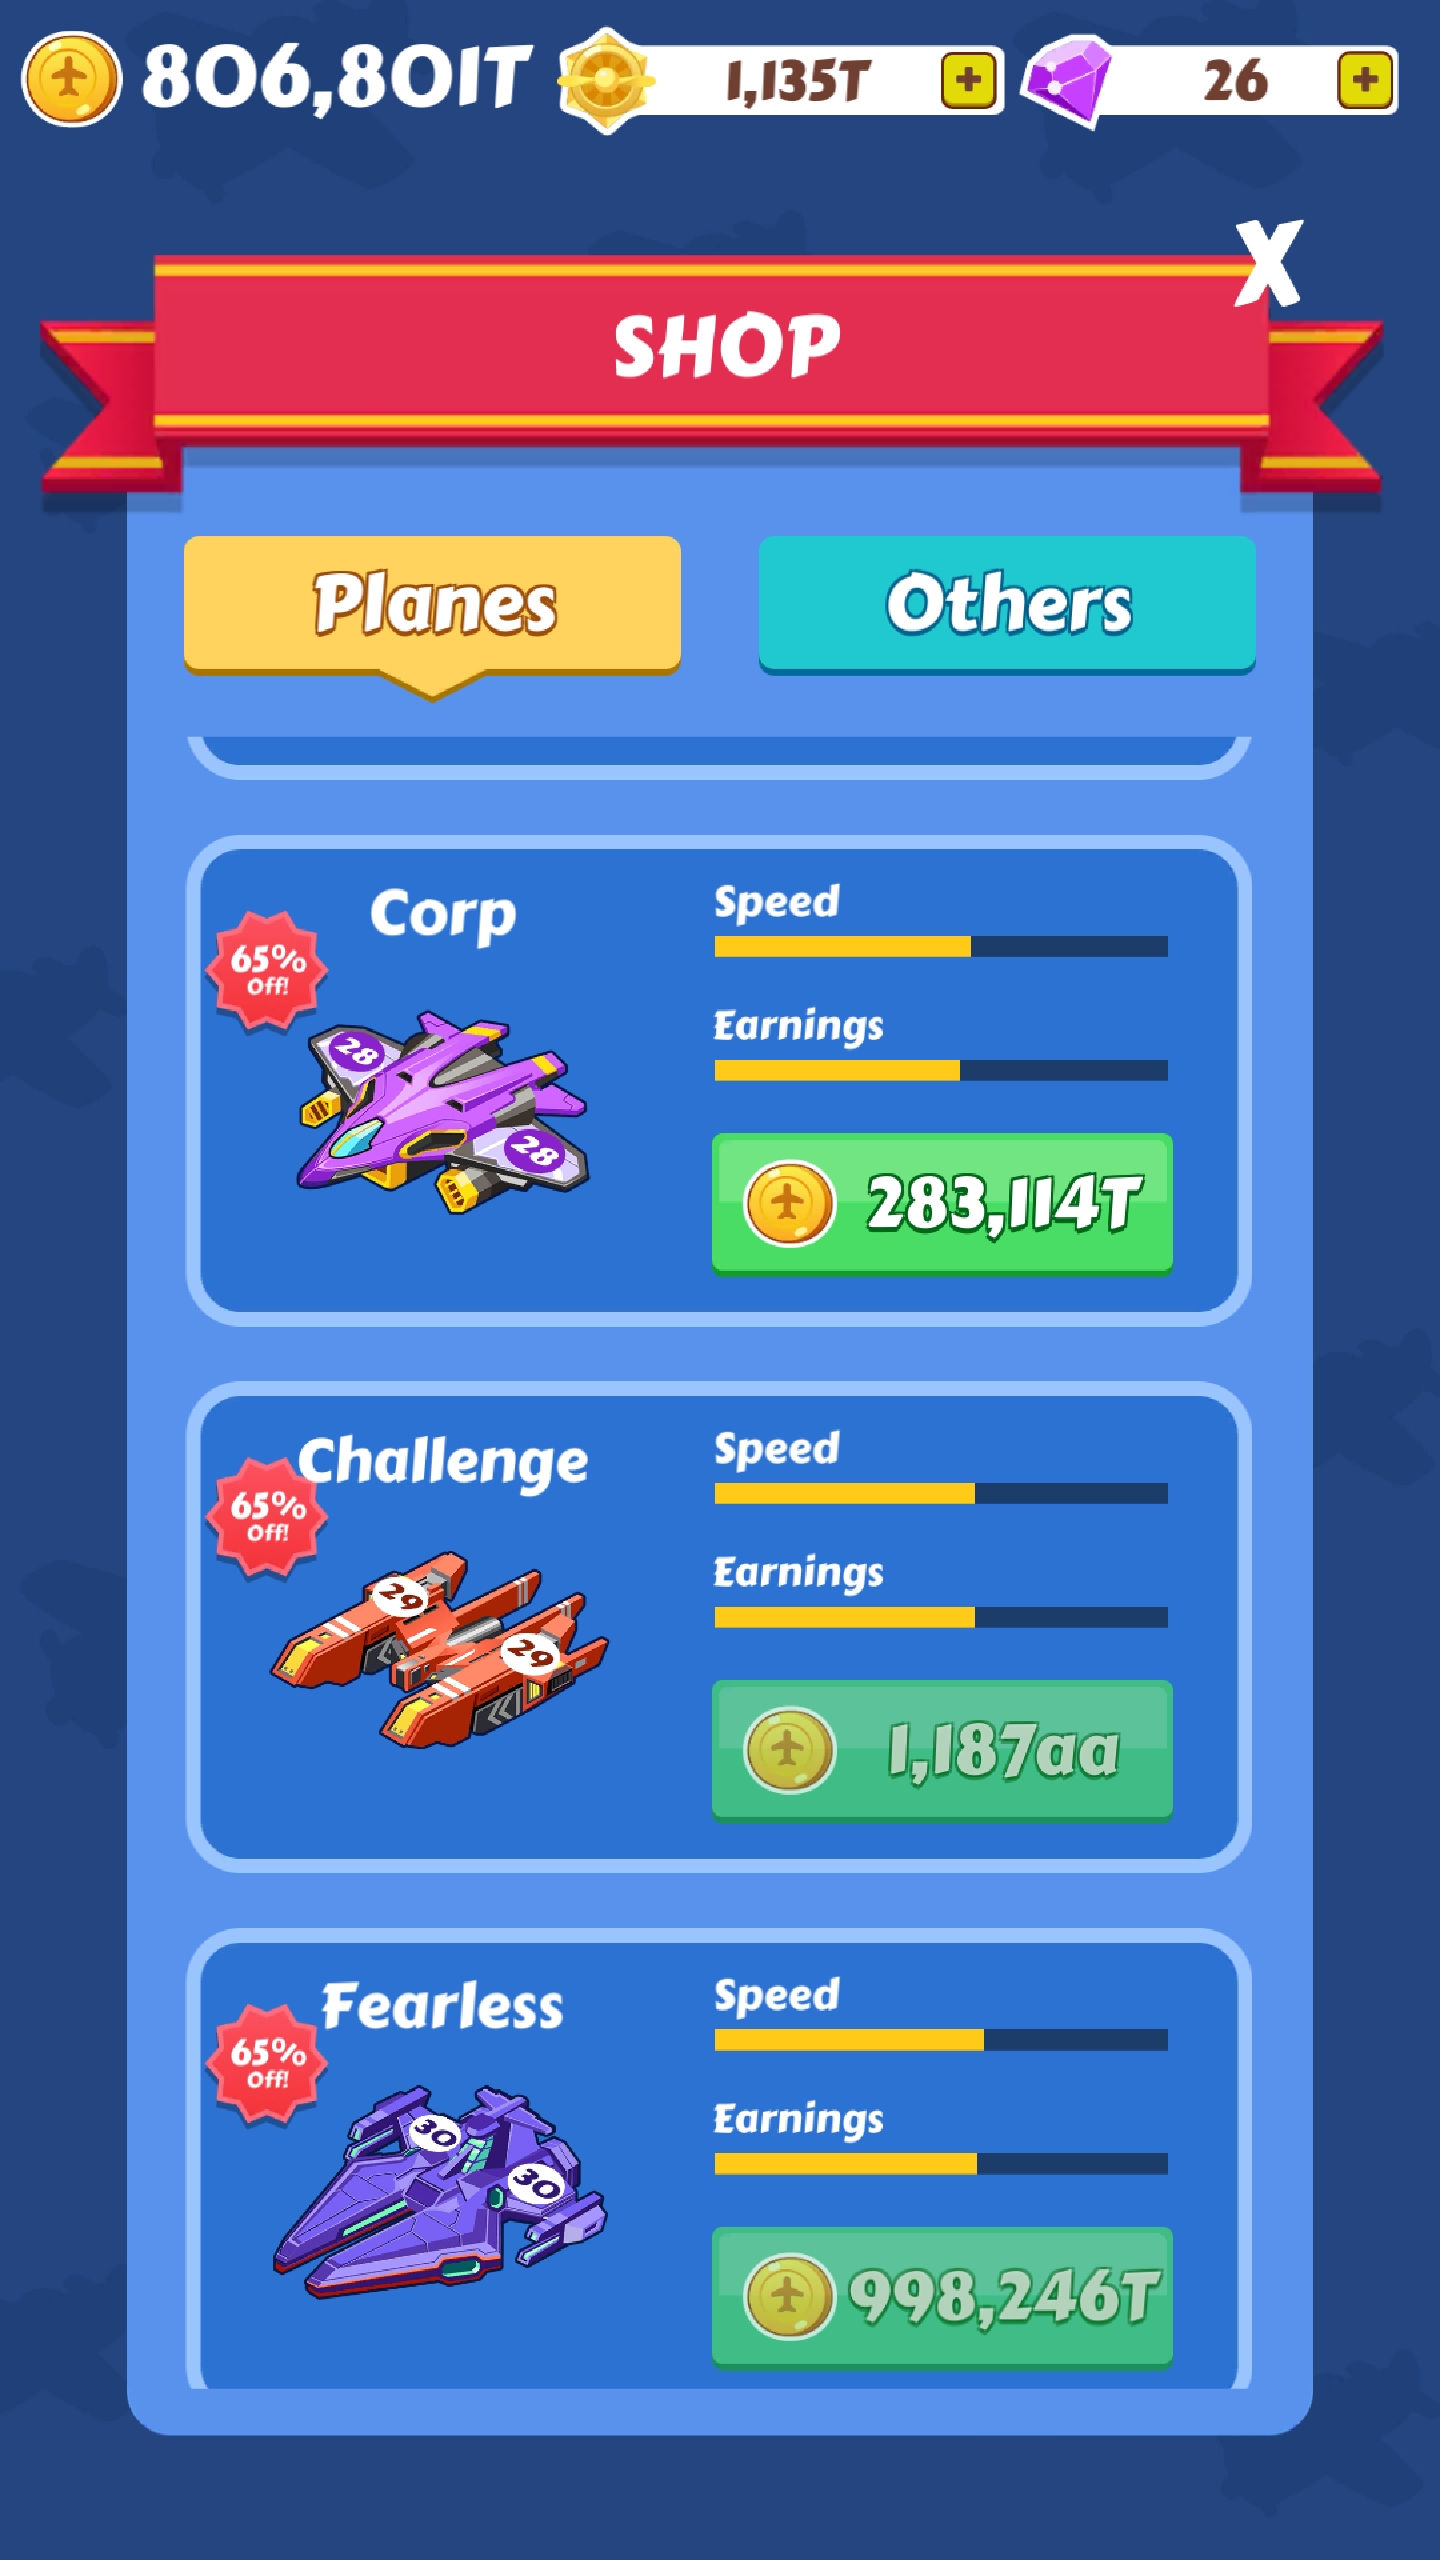 806,801T 1,135T + 26 +
X
SHOP
Planes Others
Corp
65%
Off!
28
28
Speed
Earnings
283,114T
Challenge
65%
Off!
29
29
Speed
Earnings
1,187aa
Fearless
65%
Off!
30
30
Speed
Earnings
998,246T